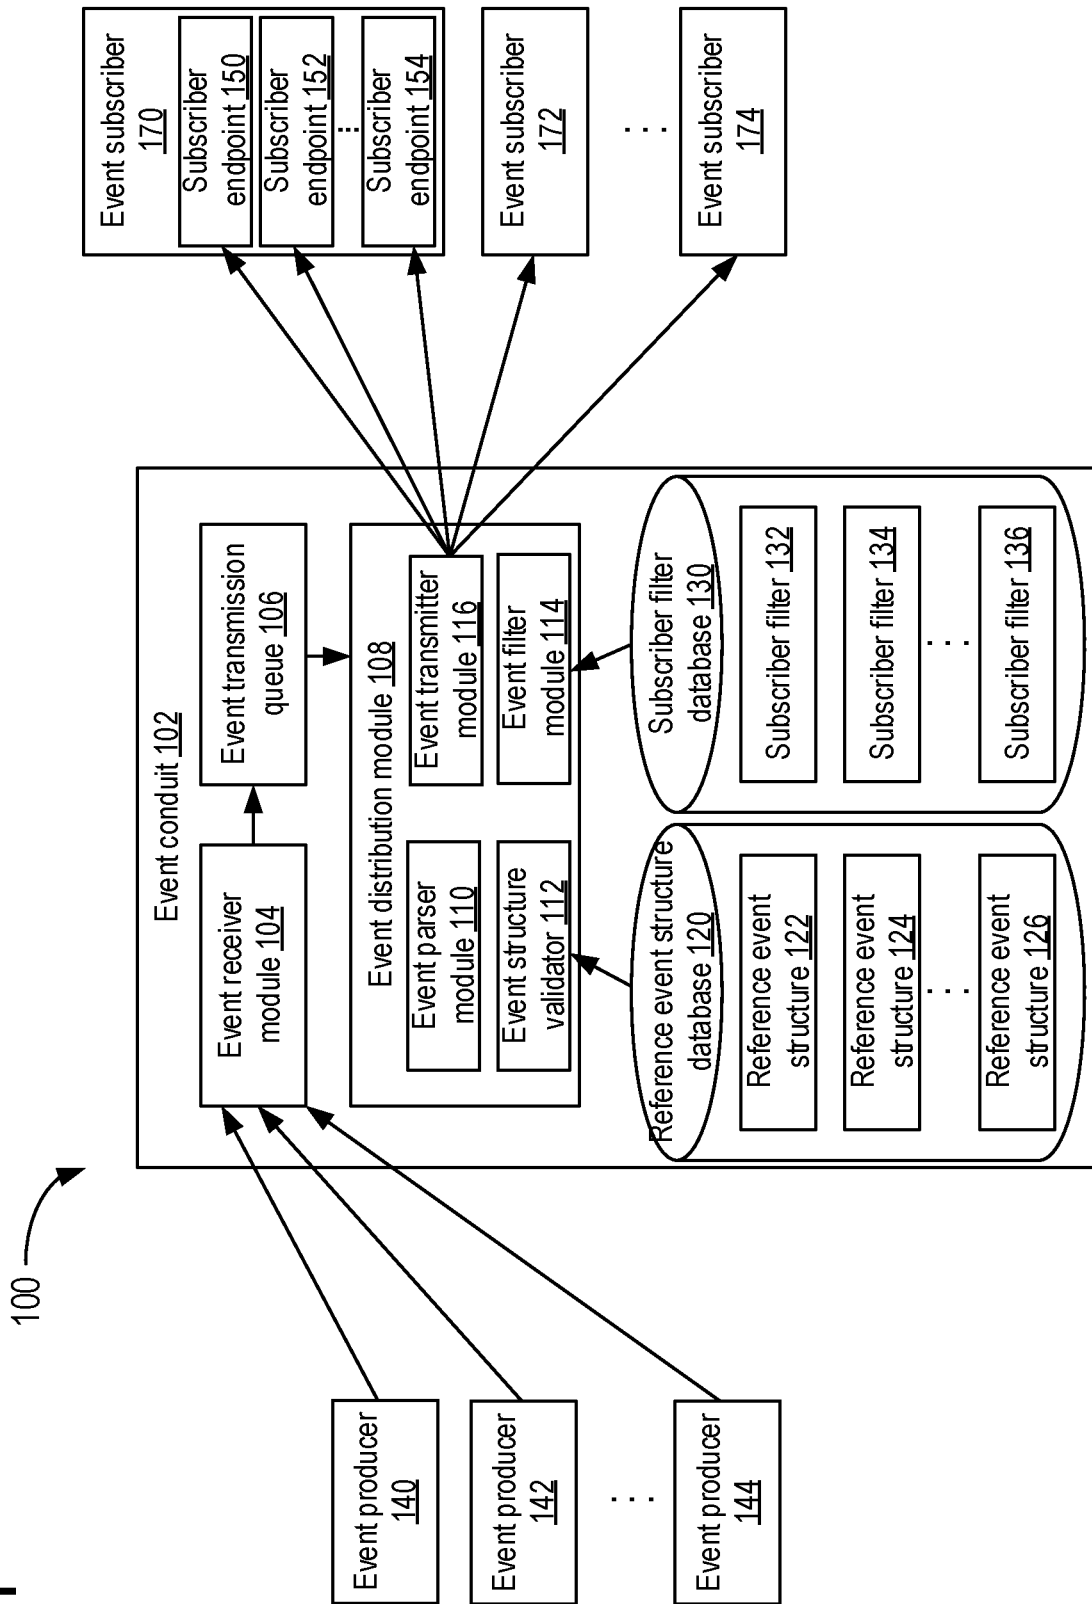 100
Event producer
140
Event producer
142
. . .
Event producer
144
Event conduit 102
Event receiver
module 104
Event transmission
queue 106
Event distribution module 108
Event parser
module 110
Event transmitter
module 116
Event structure
validator 112
Event filter
module 114
Reference event structure
database 120
Reference event
structure 122
Reference event
structure 124
. . .
Reference event
structure 126
Subscriber filter
database 130
Subscriber filter 132
Subscriber filter 134
. . .
Subscriber filter 136
Event subscriber
170
Subscriber
endpoint 150
Subscriber
endpoint 152
...
Subscriber
endpoint 154
Event subscriber
172
. . .
Event subscriber
174